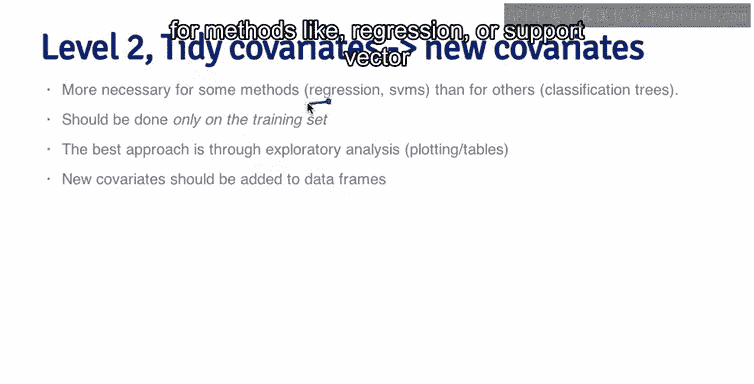 for methods like, regression, or support
vector
Level 2, Tidy covariates -> new covariates
· More necessary for some methods (regression, svms) than for others (classification trees).
· Should be done only on the training set
· The best approach is through exploratory analysis (plotting/tables)
· New covariates should be added to data frames